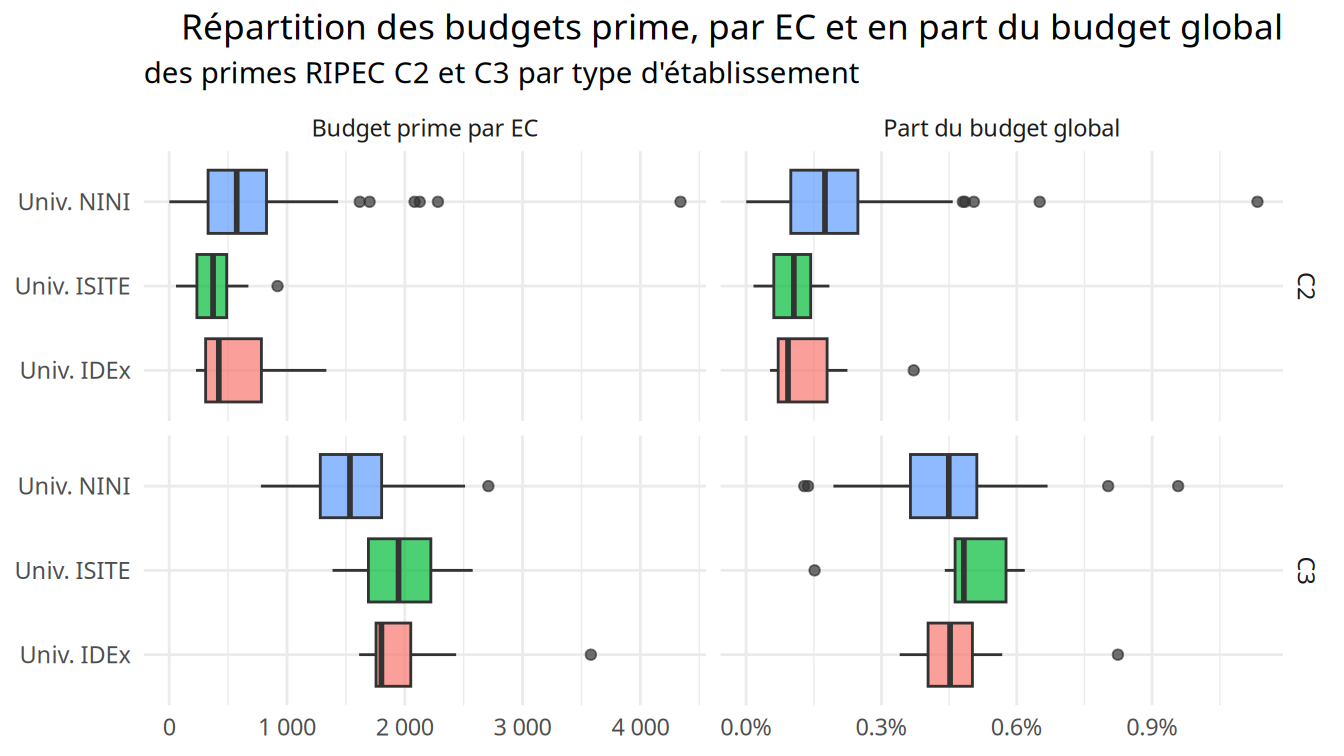 Répartition des budgets prime, par EC et en part du budget global
des primes RIPEC C2 et C3 par type d'établissement
Budget prime par EC
Part du budget global
Univ. NINI
Univ. ISITE
Univ. IDEx
C2
Univ. NINI
Univ. ISITE
Univ. IDEx
C3
0 1 000 2 000 3 000 4 000
0.0% 0.3% 0.6% 0.9%